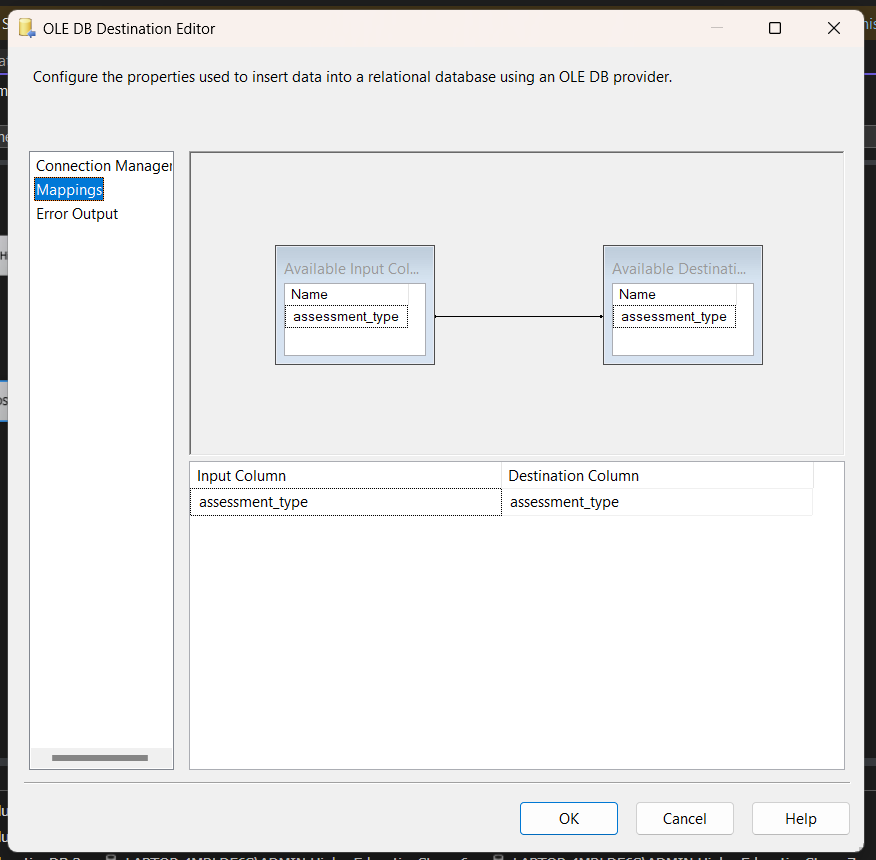 OLE DB Destination Editor
Configure the properties used to insert data into a relational database using an OLE DB provider.
Connection Manager
Mappings
Error Output
Available Input Col...
Name
assessment_type
Available Destinati...
Name
assessment_type
Input Column Destination Column
assessment_type assessment_type
OK Cancel Help